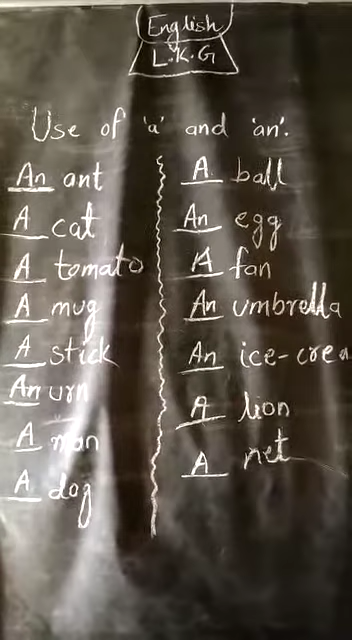 English
L.K.G
Use of 'a' and 'an'.
An ant
A cat
A tomato
A mug
A stick
An urn
A man
A dog
A ball
An egg
A fan
An umbrella
An ice-crea
A lion
A net